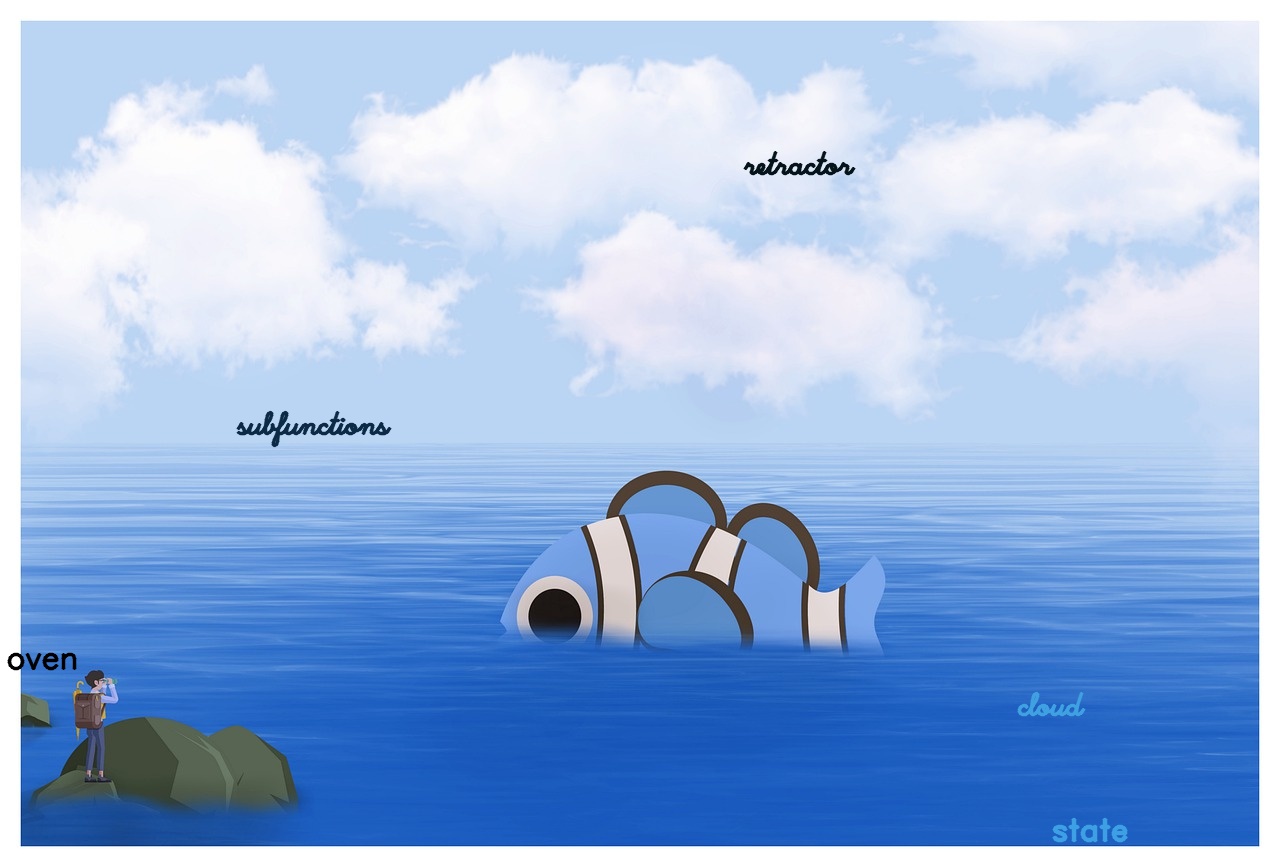 retractor
subfunctions
oven
cloud
state